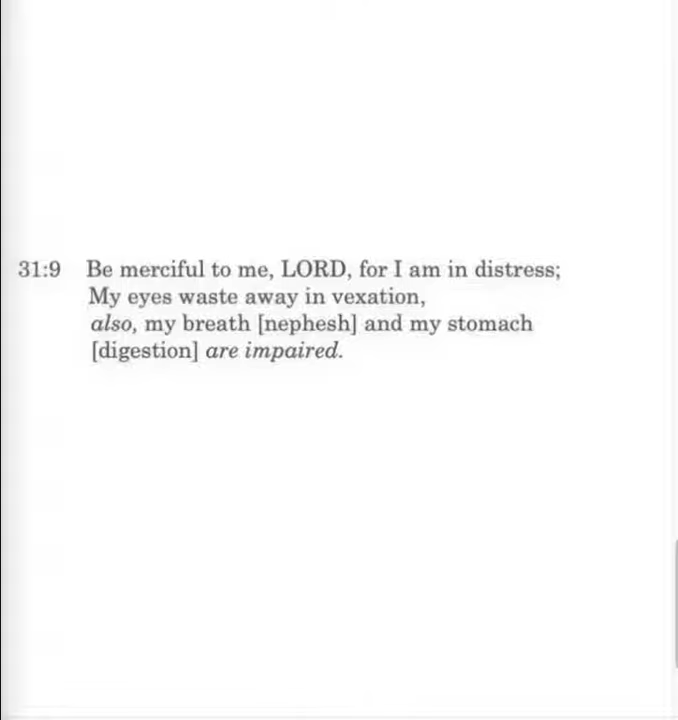 31:9 Be merciful to me, LORD, for I am in distress;
My eyes waste away in vexation,
also, my breath [nephesh] and my stomach
[digestion] are impaired.